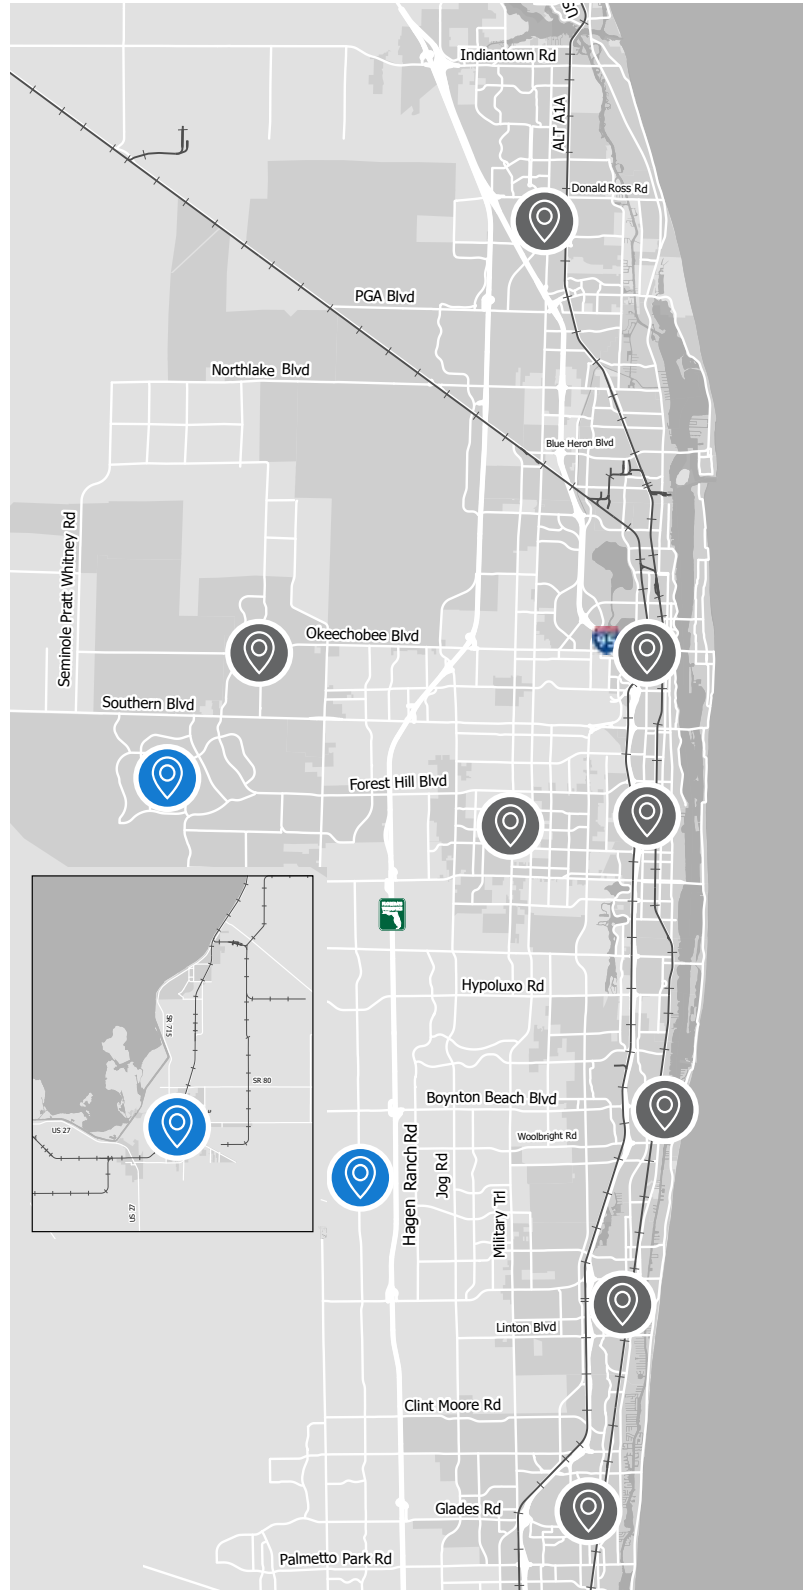 US
Indiantown Rd
ALT A1A
Donald Ross Rd
PGA Blvd
Northlake Blvd
Blue Heron Blvd
Seminole Pratt Whitney Rd
Okeechobee Blvd
95
Southern Blvd
Forest Hill Blvd
Hypoluxo Rd
SR 715
SR 80
US 27
US 27
Boynton Beach Blvd
Woolbright Rd
Hagen Ranch Rd
Jog Rd
Military Trl
Linton Blvd
Clint Moore Rd
Glades Rd
Palmetto Park Rd